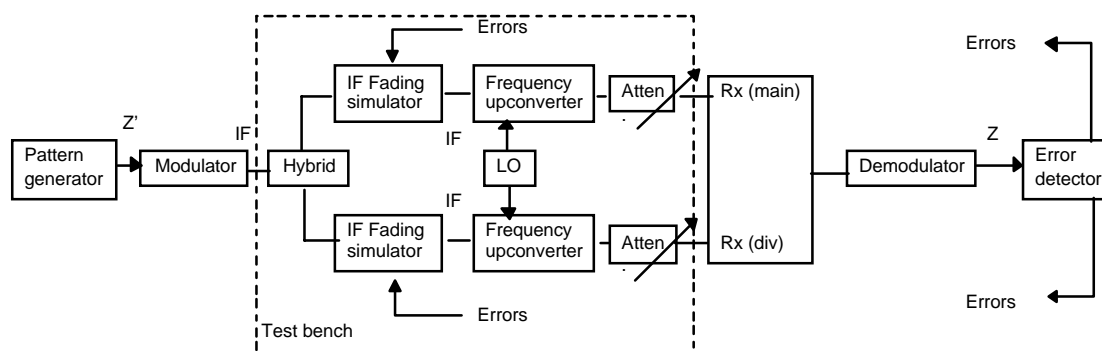 Errors
Errors
IF Fading
simulator
Frequency
upconverter
Atten
Rx (main)
Z'
IF
IF
Z
Pattern
generator
Modulator
Hybrid
LO
Demodulator
Error
detector
IF
IF Fading
simulator
Frequency
upconverter
Atten
Rx (div)
Errors
Errors
Test bench